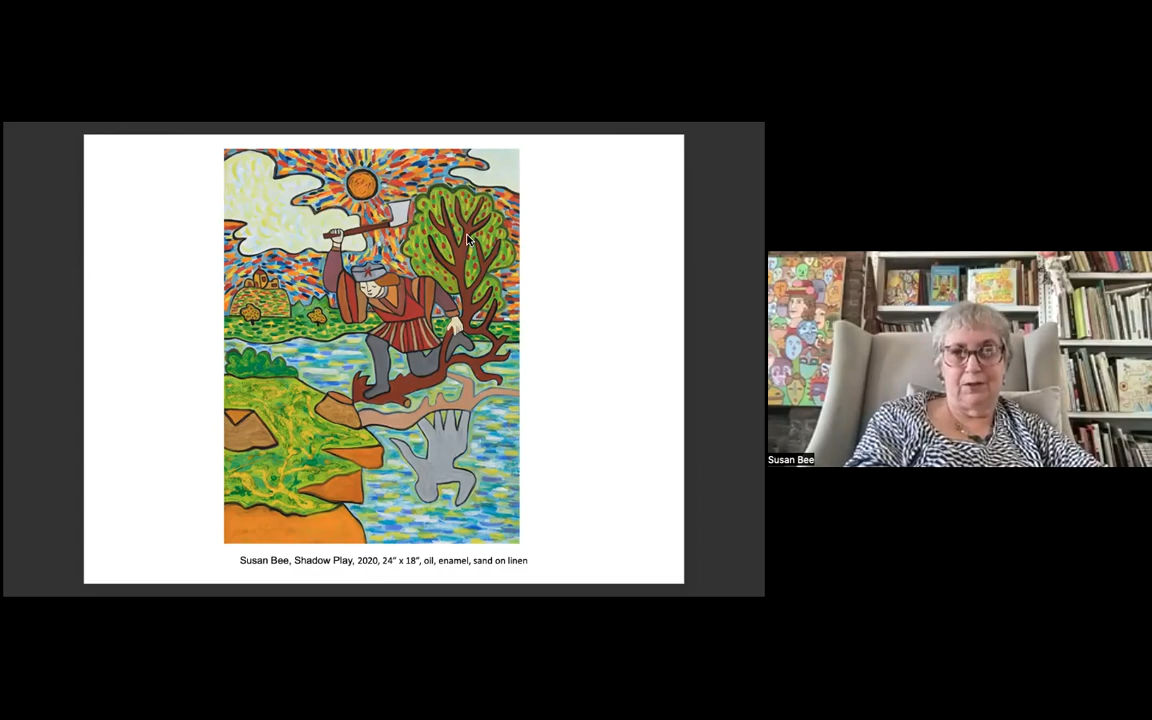 Susan Bee, Shadow Play, 2020, 24” x 18”, oil, enamel, sand on linen
Susan Bee